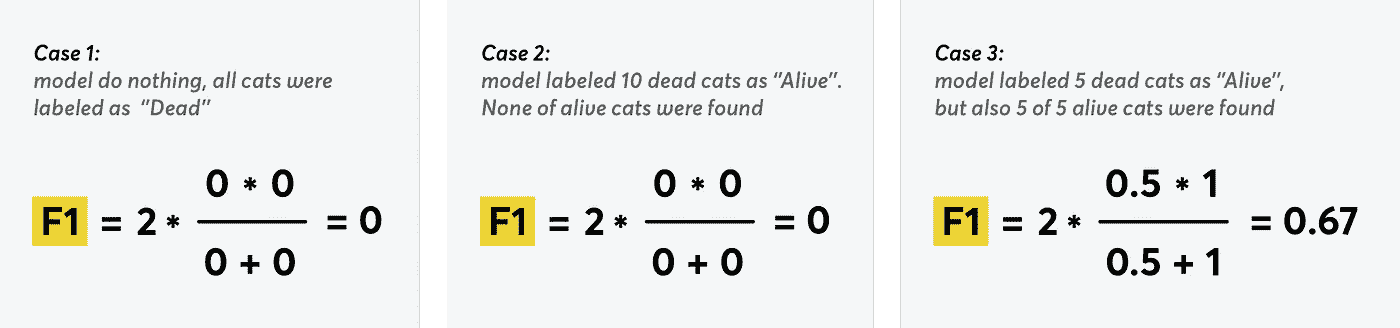 Case 1:
model do nothing, all cats were
labeled as "Dead"
F1 = 2 * 0 * 0 / 0 + 0 = 0
Case 2:
model labeled 10 dead cats as "Alive".
None of alive cats were found
F1 = 2 * 0 * 0 / 0 + 0 = 0
Case 3:
model labeled 5 dead cats as "Alive",
but also 5 of 5 alive cats were found
F1 = 2 * 0.5 * 1 / 0.5 + 1 = 0.67